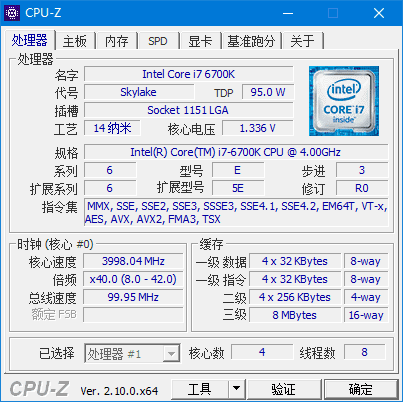 CPU-Z
处理器 主板 内存 SPD 显卡 基准跑分 关于
处理器
名字 Intel Core i7 6700K
代号 Skylake TDP 95.0 W
插槽 Socket 1151 LGA
工艺 14 纳米 核心电压 1.336 V
intel
CORE i7
inside™
规格 Intel(R) Core(TM) i7-6700K CPU @ 4.00GHz
系列 6 型号 E 步进 3
扩展系列 6 扩展型号 5E 修订 R0
指令集 MMX, SSE, SSE2, SSE3, SSSE3, SSE4.1, SSE4.2, EM64T, VT-x,
AES, AVX, AVX2, FMA3, TSX
时钟 (核心 #0)
核心速度 3998.04 MHz
倍频 x40.0 (8.0 - 42.0)
总线速度 99.95 MHz
额定 FSB
缓存
一级 数据 4 x 32 KBytes 8-way
一级 指令 4 x 32 KBytes 8-way
二级 4 x 256 KBytes 4-way
三级 8 MBytes 16-way
已选择 处理器 #1 核心数 4 线程数 8
CPU-Z Ver. 2.10.0.x64 工具 验证 确定